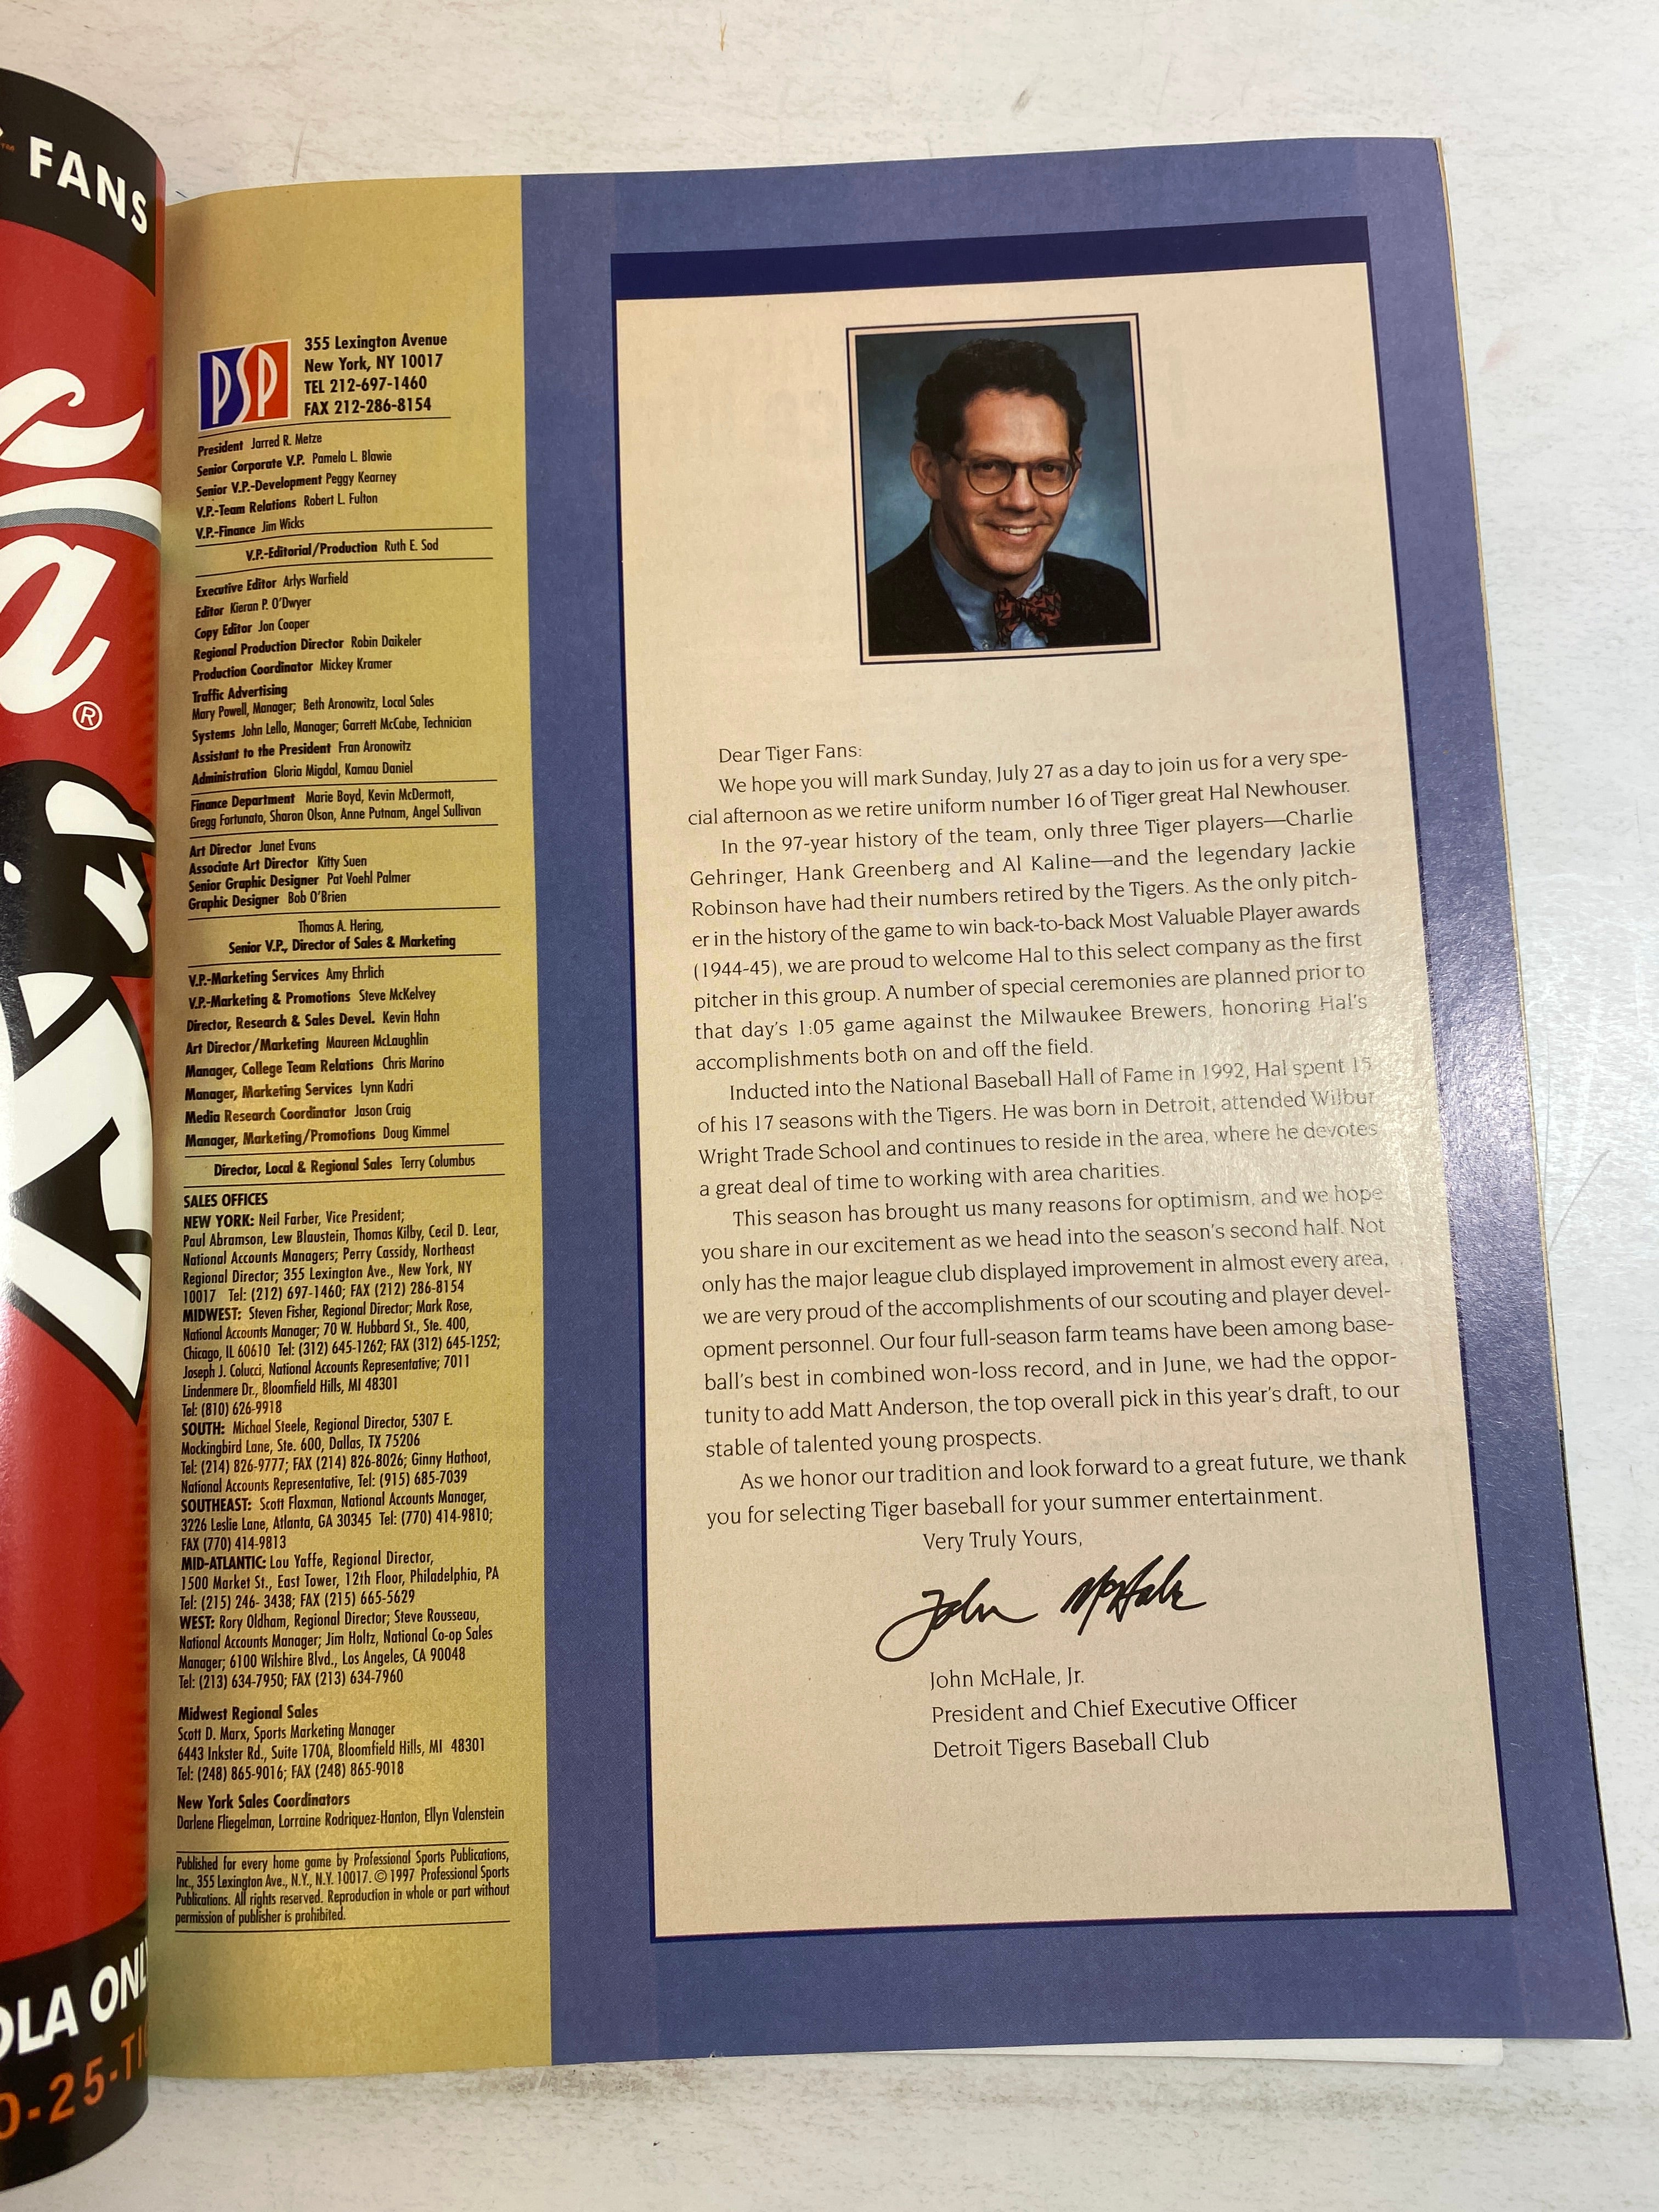 FANS
®
OLA ONLY
0-25-TI
PSP
355 Lexington Avenue
New York, NY 10017
TEL 212-697-1460
FAX 212-286-8154
President Jarred R. Metze
Senior Corporate V.P. Pamela L. Blawie
Senior V.P.-Development Peggy Kearney
V.P.-Team Relations Robert L. Fulton
V.P.-Finance Jim Wicks
V.P.-Editorial/Production Ruth E. Sod
Executive Editor Arlys Warfield
Editor Kieran P. O'Dwyer
Copy Editor Jon Cooper
Regional Production Director Robin Daikeler
Production Coordinator Mickey Kramer
Traffic Advertising
Mary Powell, Manager; Beth Aronowitz, Local Sales
Systems John Lello, Manager; Garrett McCabe, Technician
Assistant to the President Fran Aronowitz
Administration Gloria Migdal, Kamau Daniel
Finance Department Marie Boyd, Kevin McDermott,
Gregg Fortunato, Sharon Olson, Anne Putnam, Angel Sullivan
Art Director Janet Evans
Associate Art Director Kitty Suen
Senior Graphic Designer Pat Voehl Palmer
Graphic Designer Bob O'Brien
Thomas A. Hering,
Senior V.P., Director of Sales & Marketing
V.P.-Marketing Services Amy Ehrlich
V.P.-Marketing & Promotions Steve McKelvey
Director, Research & Sales Devel. Kevin Hahn
Art Director/Marketing Maureen McLaughlin
Manager, College Team Relations Chris Marino
Manager, Marketing Services Lynn Kadri
Media Research Coordinator Jason Craig
Manager, Marketing/Promotions Doug Kimmel
Director, Local & Regional Sales Terry Columbus
SALES OFFICES
NEW YORK: Neil Farber, Vice President;
Paul Abramson, Lew Blaustein, Thomas Kilby, Cecil D. Lear,
National Accounts Managers; Perry Cassidy, Northeast
Regional Director; 355 Lexington Ave., New York, NY
10017 Tel: (212) 697-1460; FAX (212) 286-8154
MIDWEST: Steven Fisher, Regional Director; Mark Rose,
National Accounts Manager; 70 W. Hubbard St., Ste. 400,
Chicago, IL 60610 Tel: (312) 645-1262; FAX (312) 645-1252;
Joseph J. Colucci, National Accounts Representative; 7011
Lindenmere Dr., Bloomfield Hills, MI 48301
Tel: (810) 626-9918
SOUTH: Michael Steele, Regional Director, 5307 E.
Mockingbird Lane, Ste. 600, Dallas, TX 75206
Tel: (214) 826-9777; FAX (214) 826-8026; Ginny Hathoot,
National Accounts Representative, Tel: (915) 685-7039
SOUTHEAST: Scott Flaxman, National Accounts Manager,
3226 Leslie Lane, Atlanta, GA 30345 Tel: (770) 414-9810;
FAX (770) 414-9813
MID-ATLANTIC: Lou Yaffe, Regional Director,
1500 Market St., East Tower, 12th Floor, Philadelphia, PA
Tel: (215) 246- 3438; FAX (215) 665-5629
WEST: Rory Oldham, Regional Director; Steve Rousseau,
National Accounts Manager; Jim Holtz, National Co-op Sales
Manager; 6100 Wilshire Blvd., Los Angeles, CA 90048
Tel: (213) 634-7950; FAX (213) 634-7960
Midwest Regional Sales
Scott D. Marx, Sports Marketing Manager
6443 Inkster Rd., Suite 170A, Bloomfield Hills, MI 48301
Tel: (248) 865-9016; FAX (248) 865-9018
New York Sales Coordinators
Darlene Fliegelman, Lorraine Rodriquez-Hanton, Ellyn Valenstein
Published for every home game by Professional Sports Publications,
Inc., 355 Lexington Ave., N.Y., N.Y. 10017. © 1997 Professional Sports
Publications. All rights reserved. Reproduction in whole or part without
permission of publisher is prohibited.
Dear Tiger Fans:
We hope you will mark Sunday, July 27 as a day to join us for a very spe-
cial afternoon as we retire uniform number 16 of Tiger great Hal Newhouser.
In the 97-year history of the team, only three Tiger players—Charlie
Gehringer, Hank Greenberg and Al Kaline—and the legendary Jackie
Robinson have had their numbers retired by the Tigers. As the only pitch-
er in the history of the game to win back-to-back Most Valuable Player awards
(1944-45), we are proud to welcome Hal to this select company as the first
pitcher in this group. A number of special ceremonies are planned prior to
that day's 1:05 game against the Milwaukee Brewers, honoring Hal's
accomplishments both on and off the field.
Inducted into the National Baseball Hall of Fame in 1992, Hal spent 15
of his 17 seasons with the Tigers. He was born in Detroit, attended Wilbur
Wright Trade School and continues to reside in the area, where he devotes
a great deal of time to working with area charities.
This season has brought us many reasons for optimism, and we hope
you share in our excitement as we head into the season's second half. Not
only has the major league club displayed improvement in almost every area,
we are very proud of the accomplishments of our scouting and player devel-
opment personnel. Our four full-season farm teams have been among base-
ball's best in combined won-loss record, and in June, we had the oppor-
tunity to add Matt Anderson, the top overall pick in this year's draft, to our
stable of talented young prospects.
As we honor our tradition and look forward to a great future, we thank
you for selecting Tiger baseball for your summer entertainment.
Very Truly Yours,
John McHale
John McHale, Jr.
President and Chief Executive Officer
Detroit Tigers Baseball Club